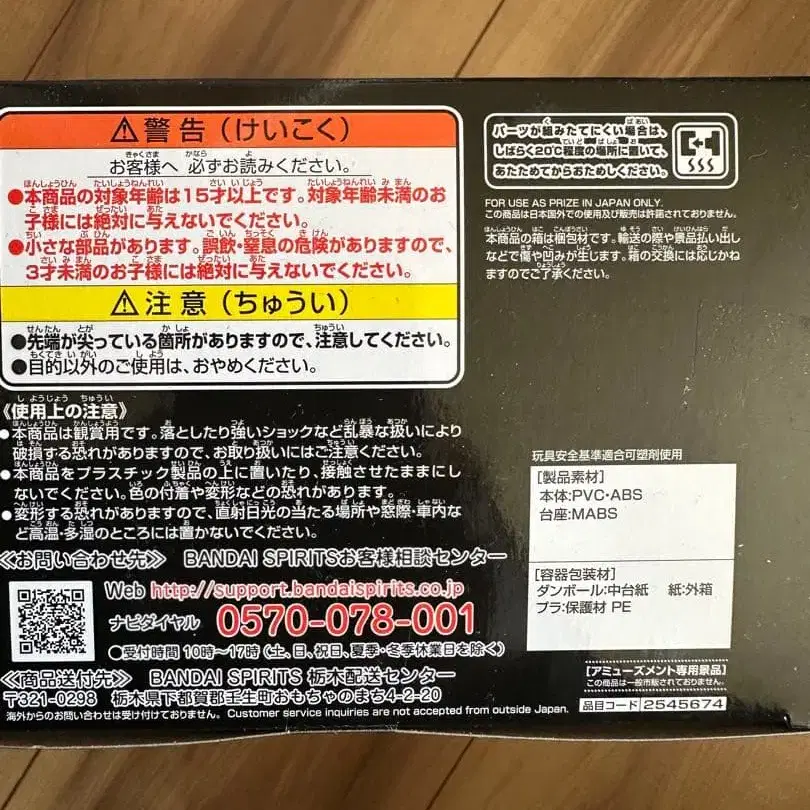 ⚠警告（けいこく）
お客様へ 必ずお読みください。
●本商品の対象年齢は15才以上です。対象年齢未満のお
子様には絶対に与えないでください。
●小さな部品があります。誤飲・窒息の危険がありますので、
3才未満のお子様には絶対に与えないでください。
⚠注意（ちゅうい）
●先端が尖っている箇所がありますので、注意してください。
●目的以外のご使用は、おやめください。
《使用上の注意》
●本商品は観賞用です。落としたり強いショックなど乱暴な扱いにより
破損する恐れがありますので、お取り扱いにはご注意ください。
●本商品をプラスチック製品の上に置いたり、接触させたままにし
ないでください。色の付着や変形などの恐れがあります。
●変形する恐れがありますので、直射日光の当たる場所や窓際・車内な
ど高温・多湿のところには置かないでください。
≪お問い合わせ先≫ BANDAI SPIRITSお客様相談センター
Web http://support.bandaispirits.co.jp
ナビダイヤル 0570-078-001
●受付時間 10時〜17時（土、日、祝日、夏季・冬季休業日を除く）
≪商品送付先≫ BANDAI SPIRITS 栃木配送センター
〒321-0298 栃木県下都賀郡壬生町おもちゃのまち4-2-20
海外からのお問い合わせは受け付けておりません。 Customer service inquiries are not accepted from outside Japan.
パーツが組みたてにくい場合は、
しばらく20℃程度の場所に置いて、
あたためてからおためしください。
FOR USE AS PRIZE IN JAPAN ONLY.
この商品は日本国外での使用及び販売は許諾されておりません。
本商品の箱は梱包材です。輸送の際や景品払い出し
などで傷や凹みが生じます。箱の交換には応じかね
ますのでご了承ください。
玩具安全基準適合可塑剤使用
［製品素材］
本体:PVC・ABS
台座:MABS
［容器包装材］
ダンボール:中台紙 紙:外箱
プラ:保護材 PE
［アミューズメント専用景品］
この商品は一般市販されておりません。
品目コード 2545674